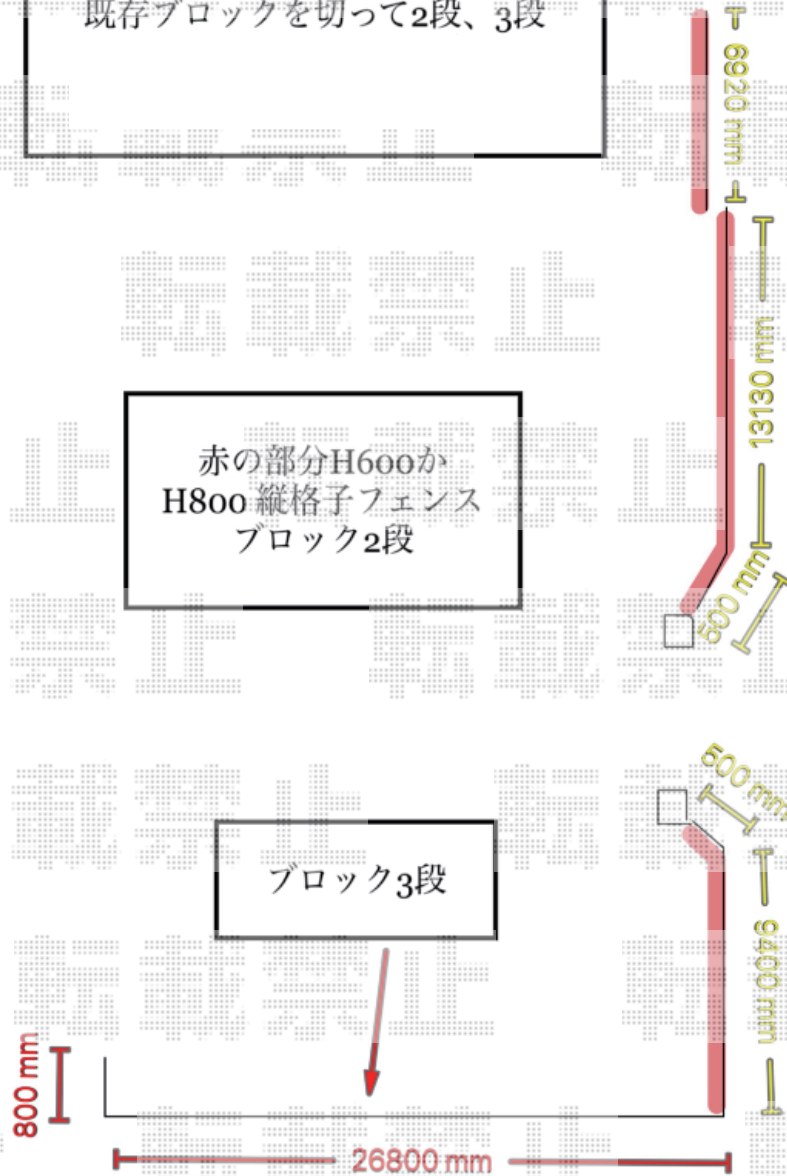 既存ブロックを切って2段、3段
6920 mm
13130 mm
赤の部分H600か
H800 縦格子フェンス
ブロック2段
600 mm
500 mm
ブロック3段
9400 mm
800 mm
26800 mm
転載禁止